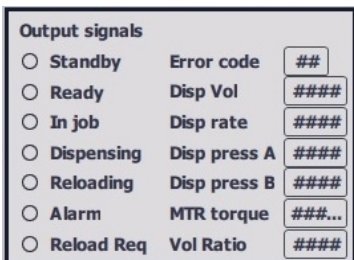 Output signals
Standby Error code ##
Ready Disp Vol ####
In job Disp rate ####
Dispensing Disp press A ####
Reloading Disp press B ####
Alarm MTR torque ###...
Reload Req Vol Ratio ####